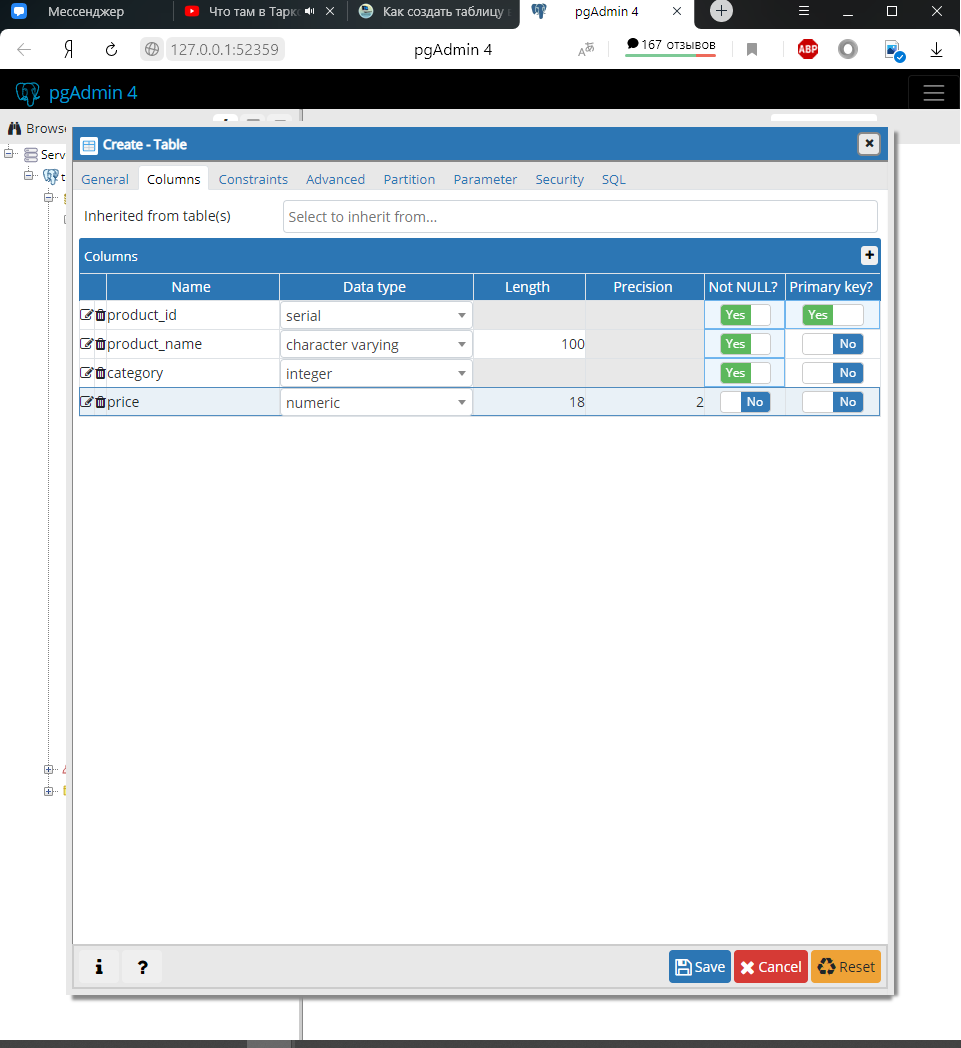 Мессенджер
Что там в Тарк
Как создать таблицу
pgAdmin 4
Я
127.0.0.1:52359
pgAdmin 4
167 отзывов
ABP
pgAdmin 4
Browse
Serv
Create - Table
General Columns Constraints Advanced Partition Parameter Security SQL
Inherited from table(s) Select to inherit from...
Columns
Name Data type Length Precision Not NULL? Primary key?
product_id serial Yes Yes
product_name character varying 100 Yes No
category integer Yes No
price numeric 18 2 No No
i ? Save Cancel Reset